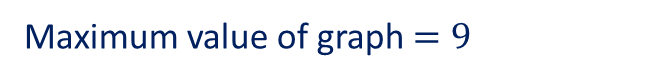 Maximum value of graph = 9